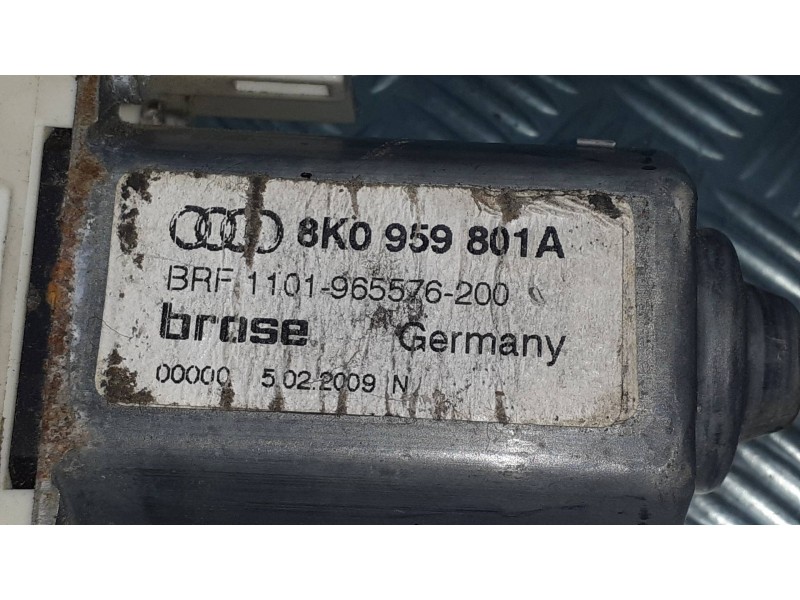 8K0 959 801A
BRF 1101-965576-200
brose Germany
00000 5.02.2009 N